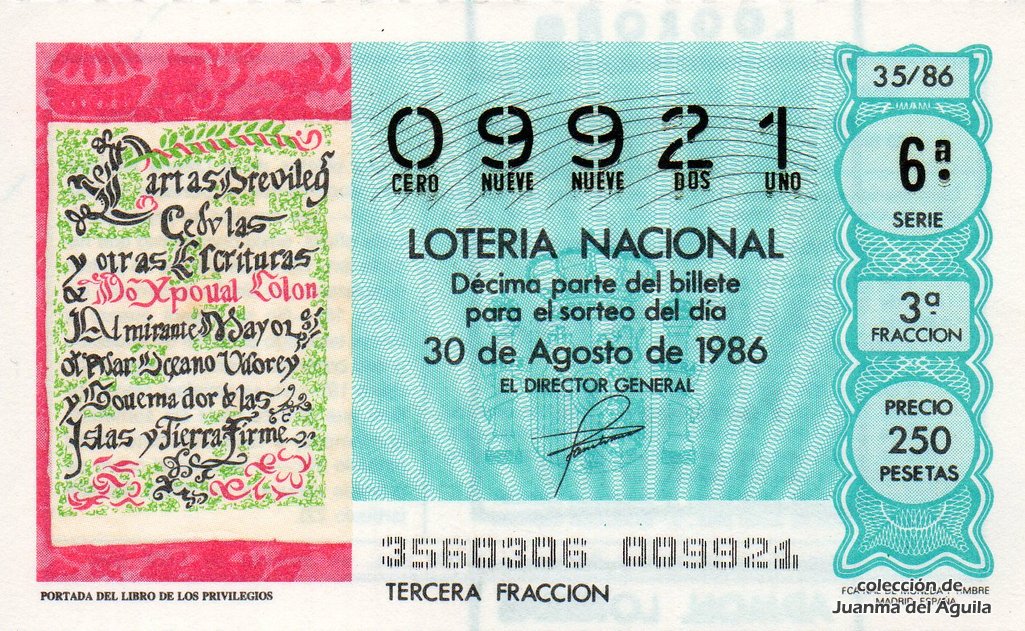 Cartas Previleg
Cedvlas
y otras Escrituras
de Do Xpoual Colon
Almirante Mayor
del Mar Oçeano Visorey
y Gouernador de las
Islas y Tierra Firme
PORTADA DEL LIBRO DE LOS PRIVILEGIOS
09921
CERO NUEVE NUEVE DOS UNO
LOTERIA NACIONAL
Décima parte del billete
para el sorteo del día
30 de Agosto de 1986
EL DIRECTOR GENERAL
3560306 009921
TERCERA FRACCION
35/86
6ª
SERIE
3ª
FRACCION
PRECIO
250
PESETAS
colección de
Juanma del Aguila